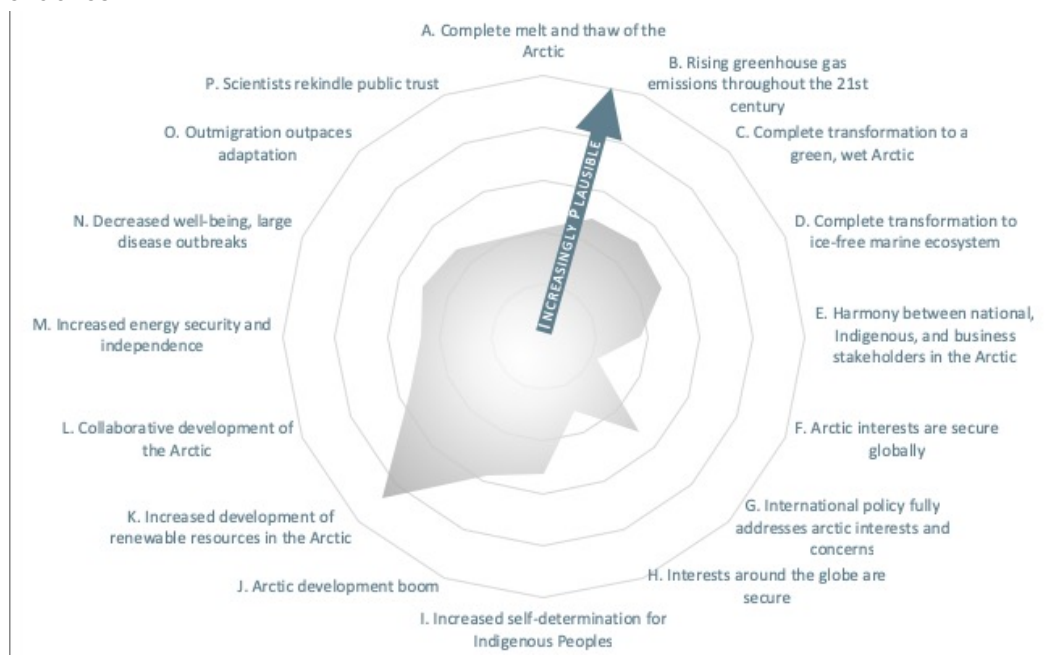 A. Complete melt and thaw of the
Arctic
B. Rising greenhouse gas
emissions throughout the 21st
century
C. Complete transformation to a
green, wet Arctic
D. Complete transformation to
ice-free marine ecosystem
E. Harmony between national,
Indigenous, and business
stakeholders in the Arctic
F. Arctic interests are secure
globally
G. International policy fully
addresses arctic interests and
concerns
H. Interests around the globe are
secure
I. Increased self-determination for
Indigenous Peoples
J. Arctic development boom
K. Increased development of
renewable resources in the Arctic
L. Collaborative development of
the Arctic
M. Increased energy security and
independence
N. Decreased well-being, large
disease outbreaks
O. Outmigration outpaces
adaptation
P. Scientists rekindle public trust
INCREASINGLY PLAUSIBLE